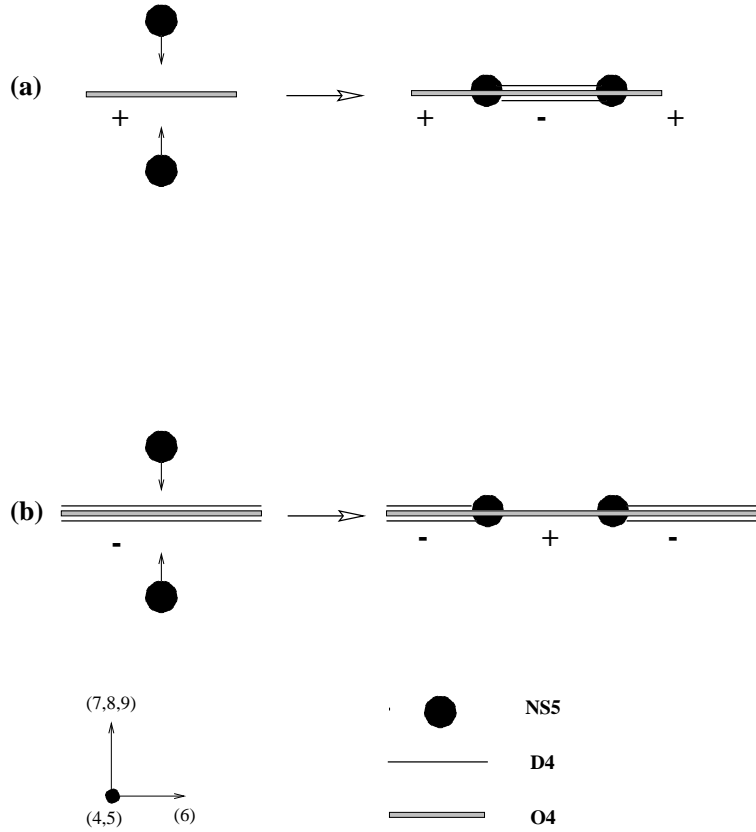 (a)
+
+ - +
(b)
- - + -
(7,8,9)
(4,5) (6)
NS5
D4
O4